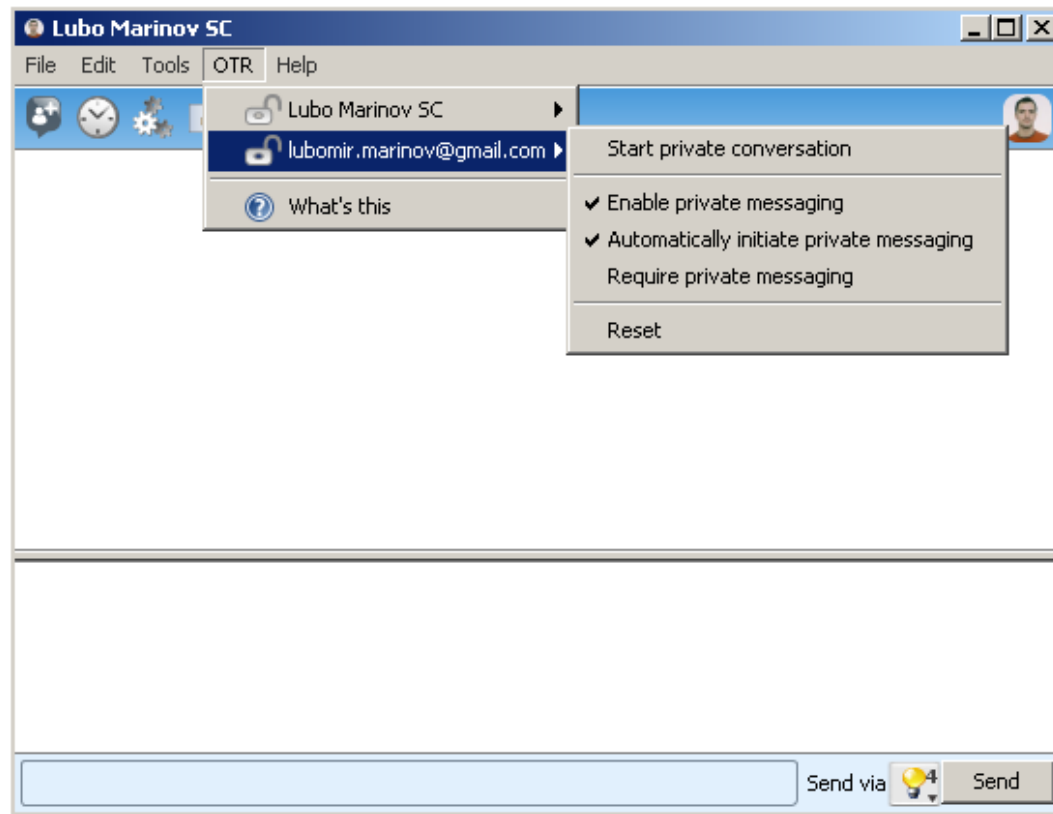 Lubo Marinov SC
File Edit Tools OTR Help
Lubo Marinov SC
lubomir.marinov@gmail.com
What's this
Start private conversation
Enable private messaging
Automatically initiate private messaging
Require private messaging
Reset
Send via 4 Send